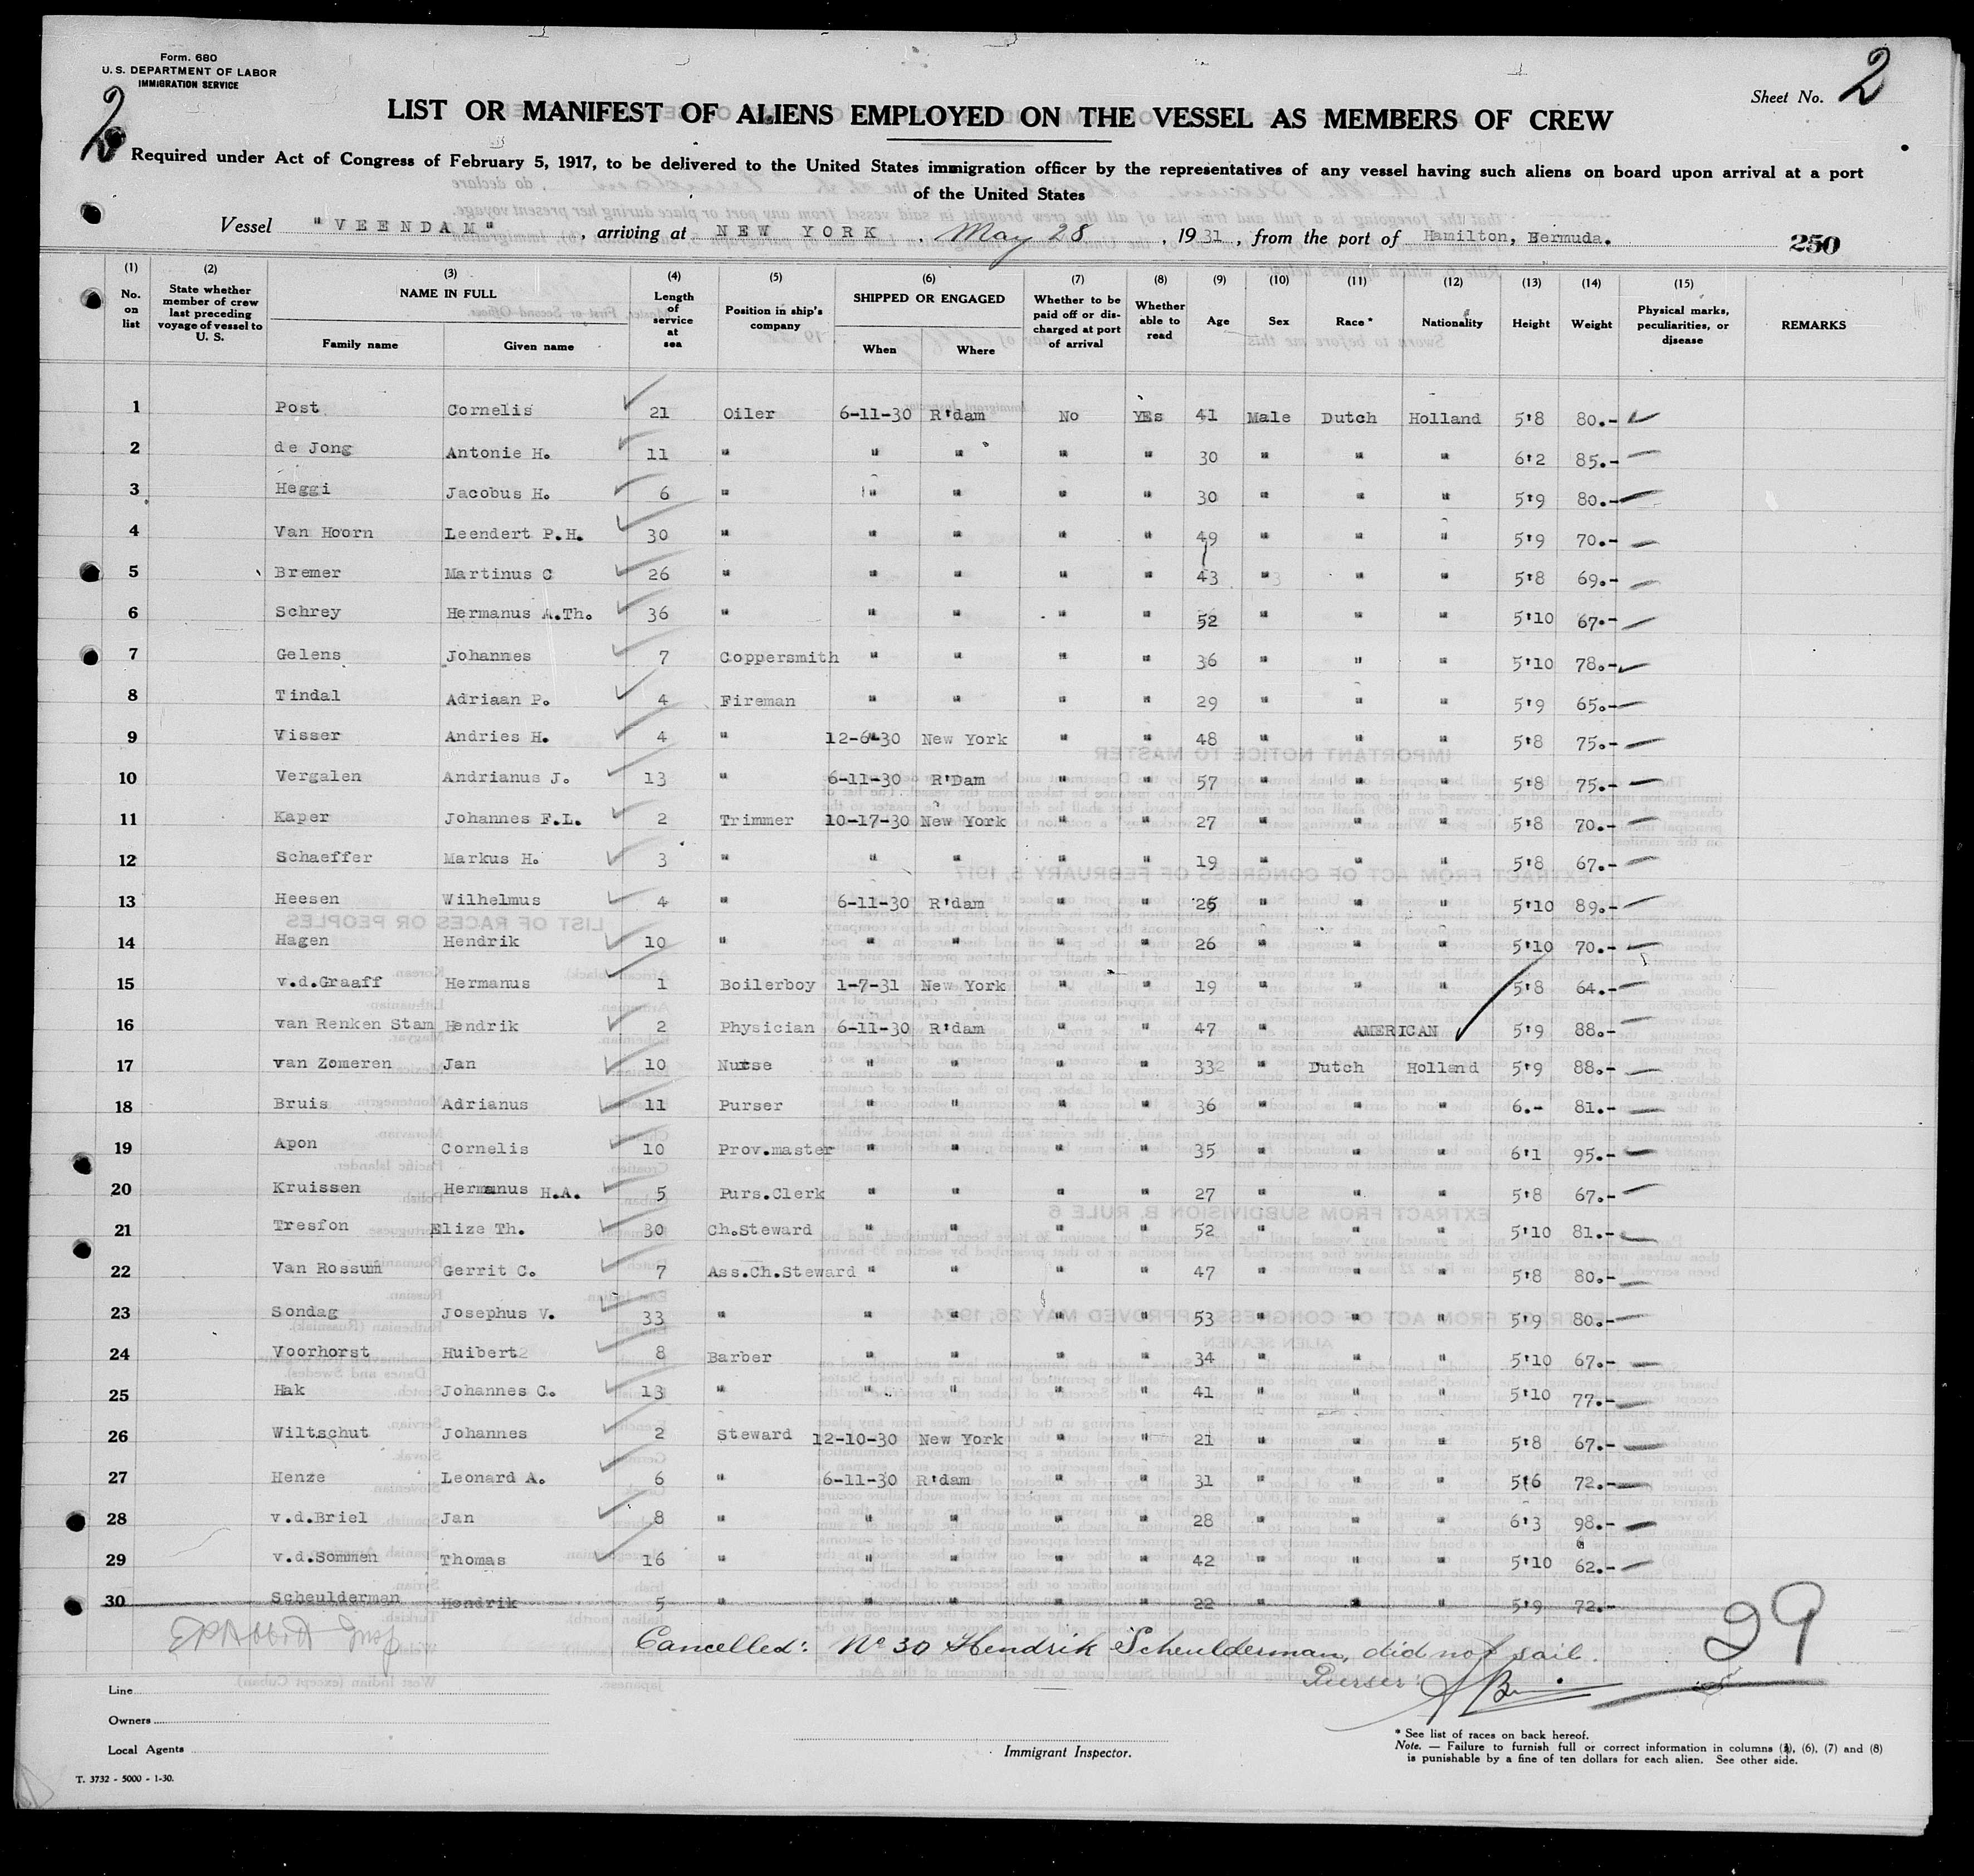 Form. 680
U. S. DEPARTMENT OF LABOR
IMMIGRATION SERVICE
2
Sheet No. 2
LIST OR MANIFEST OF ALIENS EMPLOYED ON THE VESSEL AS MEMBERS OF CREW
Required under Act of Congress of February 5, 1917, to be delivered to the United States immigration officer by the representatives of any vessel having such aliens on board upon arrival at a port
of the United States
Vessel "VEENDAM", arriving at NEW YORK, May 28, 1931, from the port of Hamilton, Bermuda. 250
(1) (2) (3) (4) (5) (6) (7) (8) (9) (10) (11) (12) (13) (14) (15)
No. on list State whether member of crew last preceding voyage of vessel to U. S. NAME IN FULL Family name Given name Length of service at sea Position in ship's company SHIPPED OR ENGAGED When Where Whether to be paid off or discharged at port of arrival Whether able to read Age Sex Race * Nationality Height Weight Physical marks, peculiarities, or disease REMARKS
1 Post Cornelis 21 Oiler 6-11-30 R'dam No YEs 41 Male Dutch Holland 5'8 80.-
2 de Jong Antonie H. 11 " " " " " 30 " " " 6'2 85.-
3 Heggi Jacobus H. 6 " " " " " 30 " " " 5'9 80.-
4 Van Hoorn Leendert P.H. 30 " " " " " 49 " " " 5'9 70.-
5 Bremer Martinus C 26 " " " " " 43 " " " 5'8 69.-
6 Schrey Hermanus A.Th. 36 " " " " " 52 " " " 5'10 67.-
7 Gelens Johannes 7 Coppersmith " " " " 36 " " " 5'10 78.-
8 Tindal Adriaan P. 4 Fireman " " " " 29 " " " 5'9 65.-
9 Visser Andries H. 4 " 12-6-30 New York " " 48 " " " 5'8 75.-
10 Vergalen Andrianus J. 13 " 6-11-30 R'Dam " " 57 " " " 5'8 75.-
11 Kaper Johannes F.L. 2 Trimmer 10-17-30 New York " " 27 " " " 5'8 70.-
12 Schaeffer Markus H. 3 " " " " " 19 " " " 5'8 67.-
13 Heesen Wilhelmus 4 " 6-11-30 R'dam " " 26 " " " 5'10 89.-
14 Hagen Hendrik 10 " " " " " 26 " " " 5'10 70.-
15 v.d.Graaff Hermanus 1 Boilerboy 1-7-31 New York " " 19 " " " 5'8 64.-
16 van Renken Stam Hendrik 2 Physician 6-11-30 R'dam " " 47 " AMERICAN 5'9 88.-
17 van Zomeren Jan 10 Nurse " " " " 332 " Dutch Holland 5'9 88.-
18 Bruis Adrianus 11 Purser " " " " 36 " " " 6.- 81.-
19 Apon Cornelis 10 Prov.master " " " " 35 " " " 6'1 95.-
20 Kruissen Hermanus H.A. 5 Purs.Clerk " " " " 27 " " " 5'8 67.-
21 Tresfon Elize Th. 30 Ch.Steward " " " " 52 " " " 5'10 81.-
22 Van Rossum Gerrit C. 7 Ass.Ch.Steward " " " " 47 " " " 5'8 80.-
23 Sondag Josephus V. 33 " " " " " 53 " " " 5'9 80.-
24 Voorhorst Huibert 8 Barber " " " " 34 " " " 5'10 67.-
25 Hak Johannes C. 13 " " " " " 41 " " " 5'10 77.-
26 Wiltschut Johannes 2 Steward 12-10-30 New York " " 21 " " " 5'8 67.-
27 Henze Leonard A. 6 " 6-11-30 R'dam " " 31 " " " 5'6 72.-
28 v.d.Briel Jan 8 " " " " " 28 " " " 6'3 98.-
29 v.d.Sommen Thomas 16 " " " " " 42 " " " 5'10 62.-
30 Scheulderman Hendrik 5 " " " " " 22 " " " 5'9 72.-
Cancelled: No 30 Hendrik Scheulderman, did not sail. 29
Purser:
Line
Owners
Local Agents
Immigrant Inspector.
* See list of races on back hereof.
Note. — Failure to furnish full or correct information in columns (2), (6), (7) and (8)
is punishable by a fine of ten dollars for each alien. See other side.
T. 3732 - 5000 - 1-30.